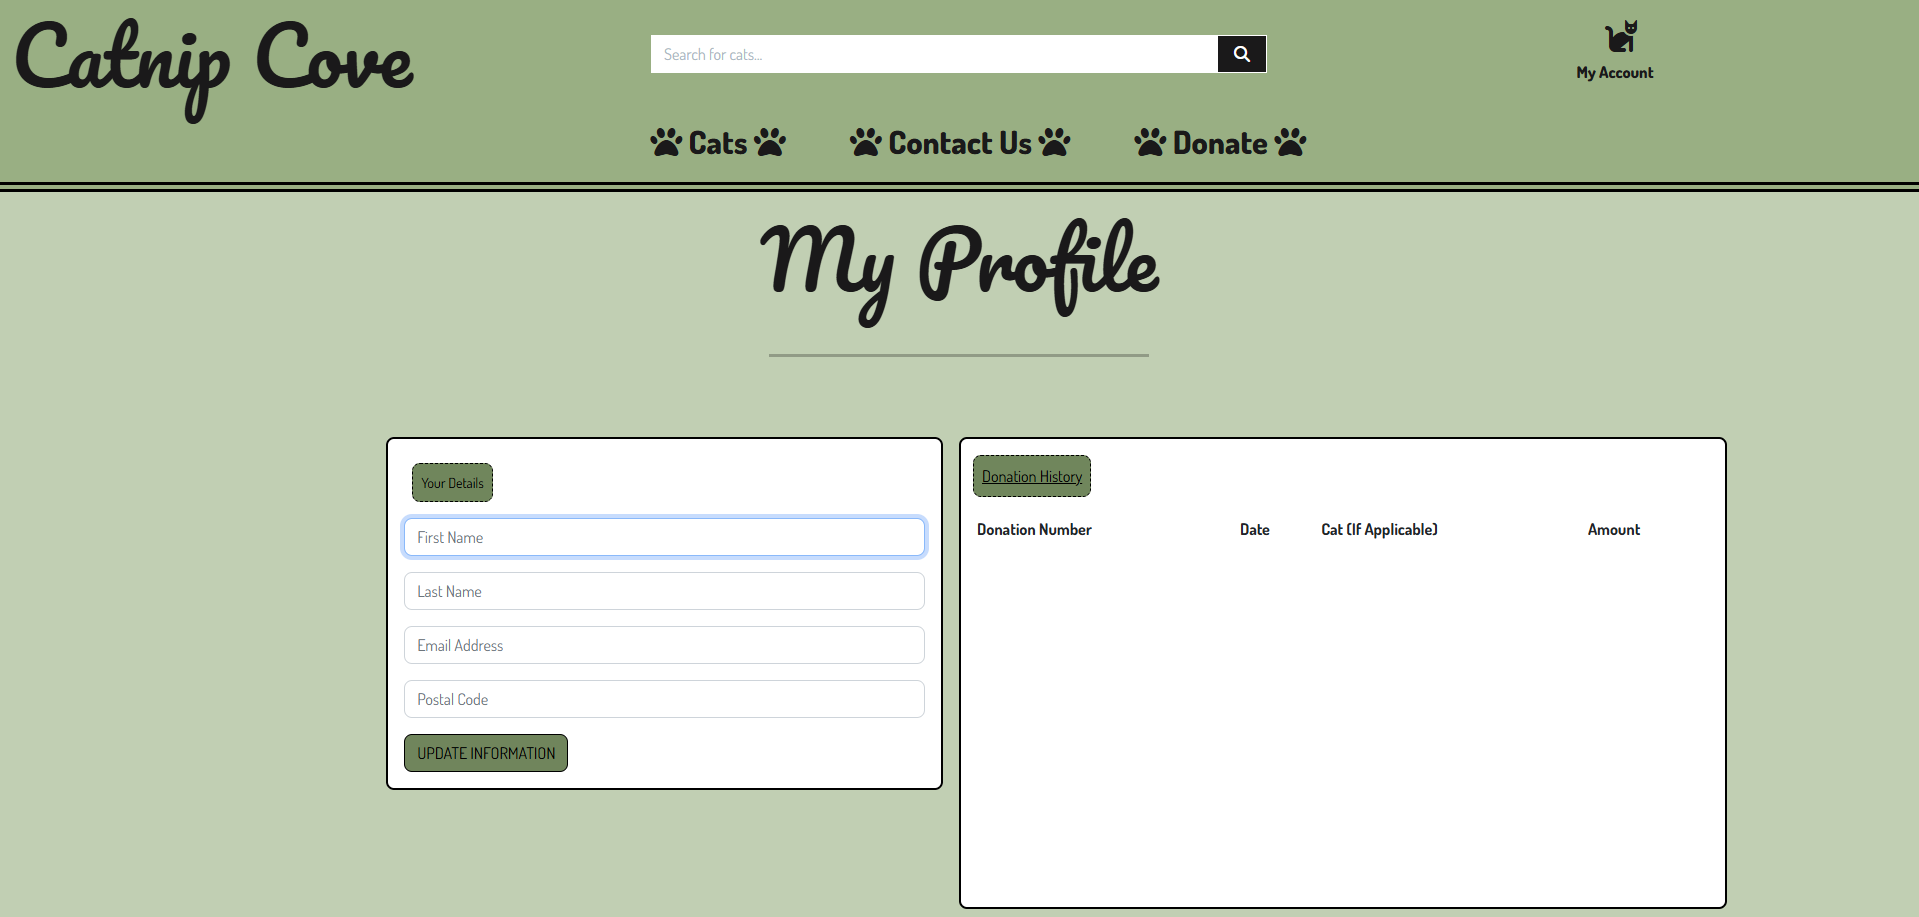 Catnip Cove
Search for cats...
My Account
Cats
Contact Us
Donate
My Profile
Your Details
First Name
Last Name
Email Address
Postal Code
UPDATE INFORMATION
Donation History
Donation Number Date Cat (If Applicable) Amount